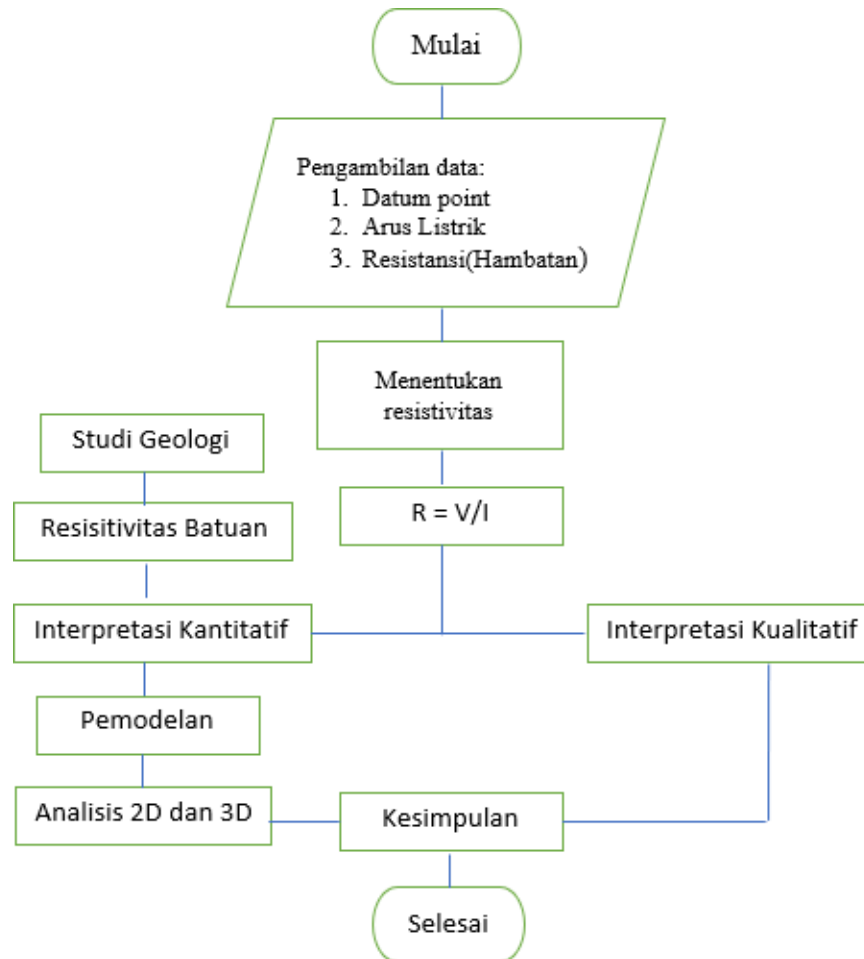 Mulai
Pengambilan data:
1. Datum point
2. Arus Listrik
3. Resistansi(Hambatan)
Menentukan
resistivitas
Studi Geologi
R = V/I
Resisitivitas Batuan
Interpretasi Kantitatif
Interpretasi Kualitatif
Pemodelan
Analisis 2D dan 3D
Kesimpulan
Selesai